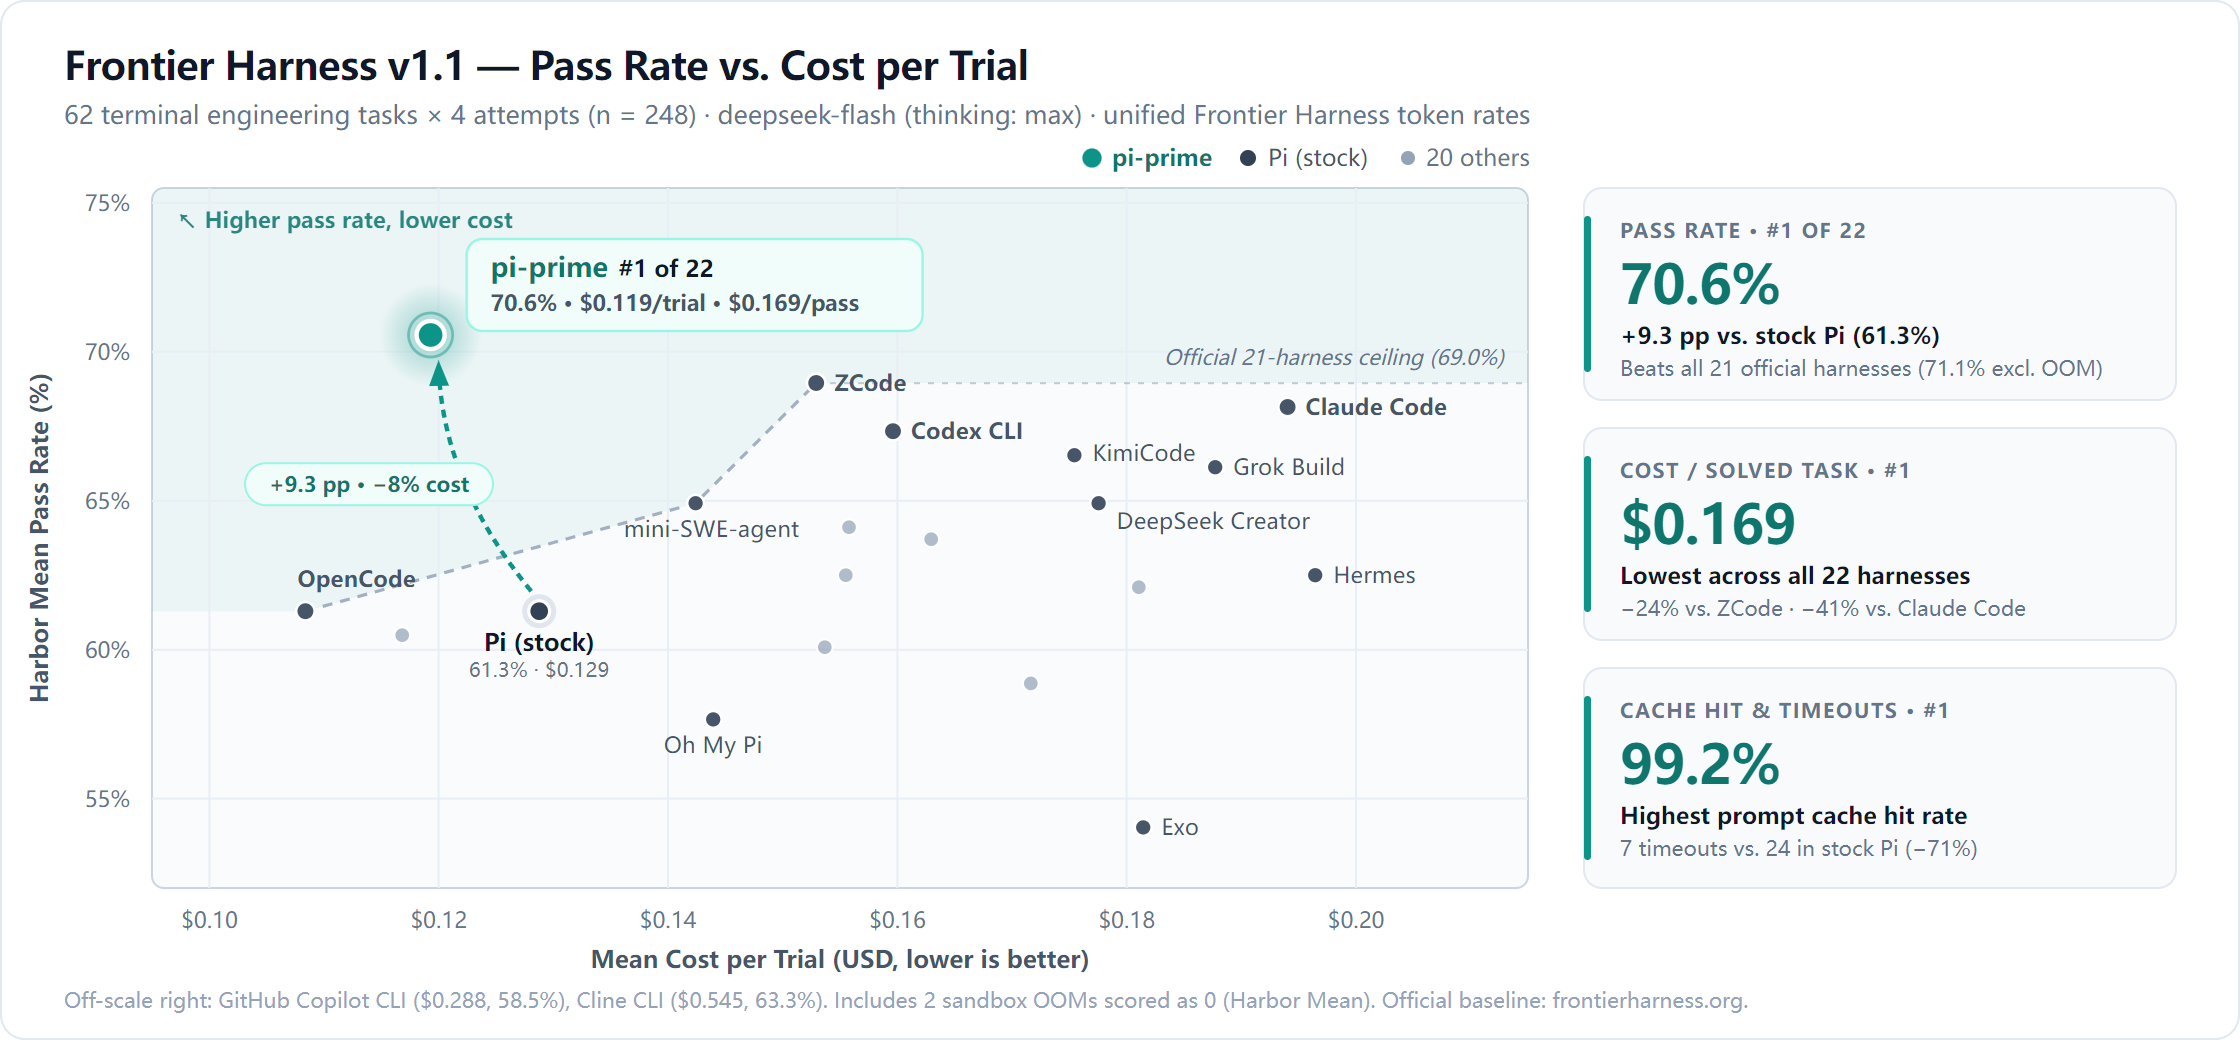 Frontier Harness v1.1 — Pass Rate vs. Cost per Trial
62 terminal engineering tasks × 4 attempts (n = 248) · deepseek-flash (thinking: max) · unified Frontier Harness token rates
pi-prime
Pi (stock)
20 others
Harbor Mean Pass Rate (%)
75%
70%
65%
60%
55%
↖ Higher pass rate, lower cost
pi-prime #1 of 22
70.6% • $0.119/trial • $0.169/pass
Official 21-harness ceiling (69.0%)
ZCode
Claude Code
Codex CLI
KimiCode
Grok Build
+9.3 pp • −8% cost
mini-SWE-agent
DeepSeek Creator
OpenCode
Hermes
Pi (stock)
61.3% · $0.129
Oh My Pi
Exo
$0.10
$0.12
$0.14
$0.16
$0.18
$0.20
Mean Cost per Trial (USD, lower is better)
PASS RATE • #1 OF 22
70.6%
+9.3 pp vs. stock Pi (61.3%)
Beats all 21 official harnesses (71.1% excl. OOM)
COST / SOLVED TASK • #1
$0.169
Lowest across all 22 harnesses
−24% vs. ZCode · −41% vs. Claude Code
CACHE HIT & TIMEOUTS • #1
99.2%
Highest prompt cache hit rate
7 timeouts vs. 24 in stock Pi (−71%)
Off-scale right: GitHub Copilot CLI ($0.288, 58.5%), Cline CLI ($0.545, 63.3%). Includes 2 sandbox OOMs scored as 0 (Harbor Mean). Official baseline: frontierharness.org.